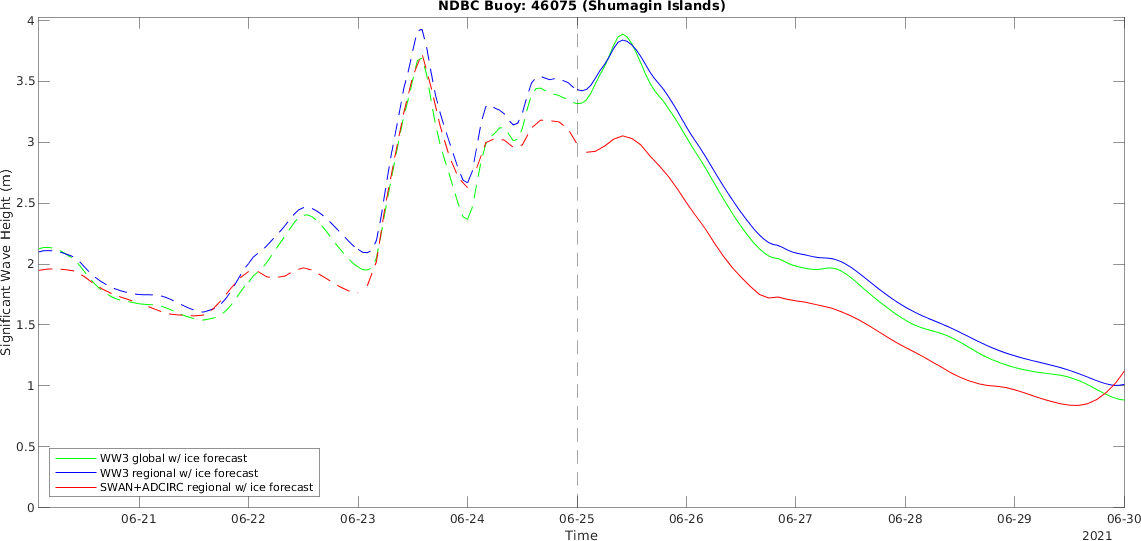 NDBC Buoy: 46075 (Shumagin Islands)
Significant Wave Height (m)
4
3.5
3
2.5
2
1.5
1
0.5
0
WW3 global w/ ice forecast
WW3 regional w/ ice forecast
SWAN+ADCIRC regional w/ ice forecast
06-21 06-22 06-23 06-24 06-25 06-26 06-27 06-28 06-29 06-30
Time
2021